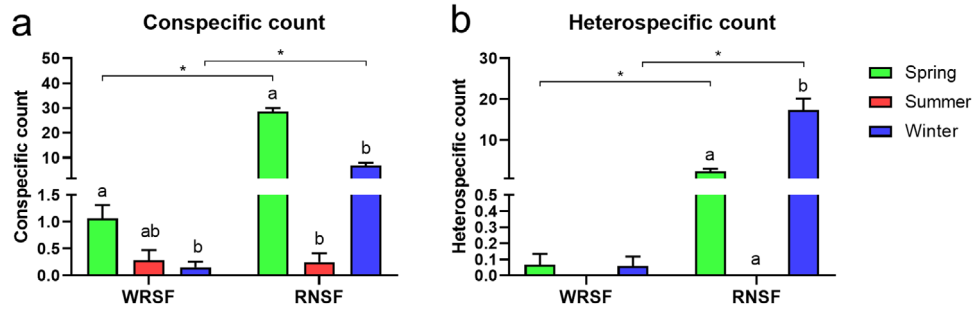 a
Conspecific count
Conspecific count
50
40
30
20
10
1.5
1.0
0.5
0.0
*
*
a
ab
b
a
b
b
WRSF
RNSF
b
Heterospecific count
Heterospecific count
30
20
10
0.5
0.4
0.3
0.2
0.1
0.0
*
*
a
a
b
WRSF
RNSF
Spring
Summer
Winter